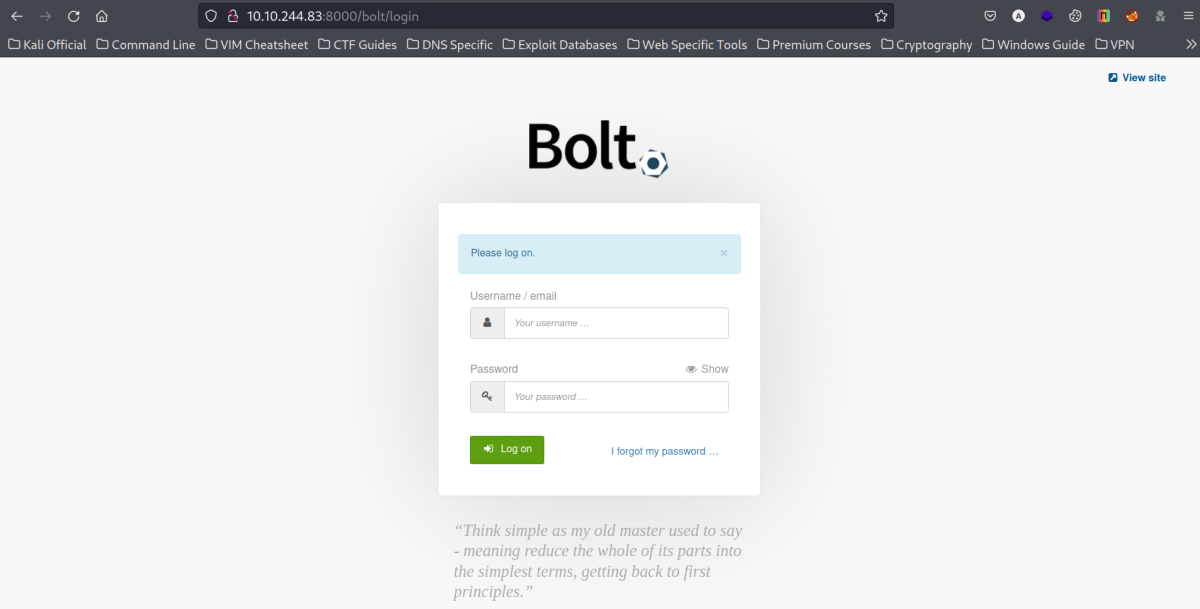 10.10.244.83:8000/bolt/login
Kali Official Command Line VIM Cheatsheet CTF Guides DNS Specific Exploit Databases Web Specific Tools Premium Courses Cryptography Windows Guide VPN
View site
Bolt
Please log on. ×
Username / email
Your username ...
Password Show
Your password ...
Log on I forgot my password ...
“Think simple as my old master used to say
- meaning reduce the whole of its parts into
the simplest terms, getting back to first
principles.”